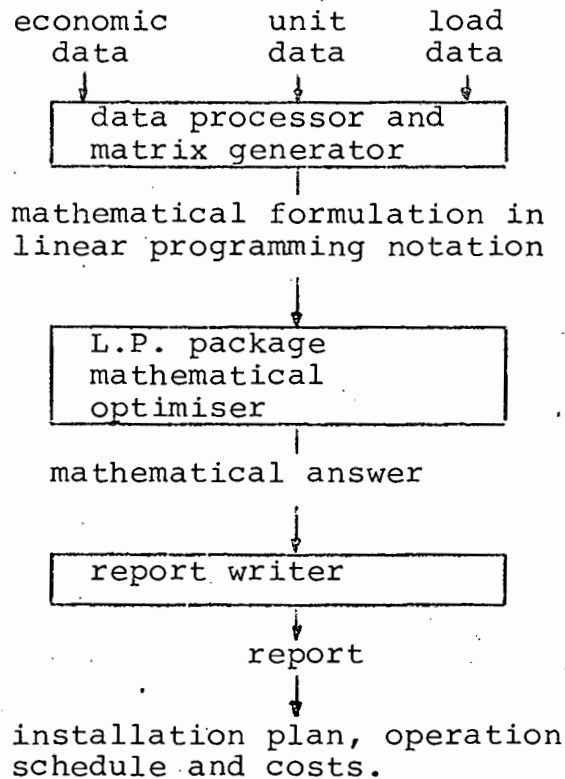 economic unit load
data data data
data processor and
matrix generator
mathematical formulation in
linear programming notation
L.P. package
mathematical
optimiser
mathematical answer
report writer
report
installation plan, operation
schedule and costs.